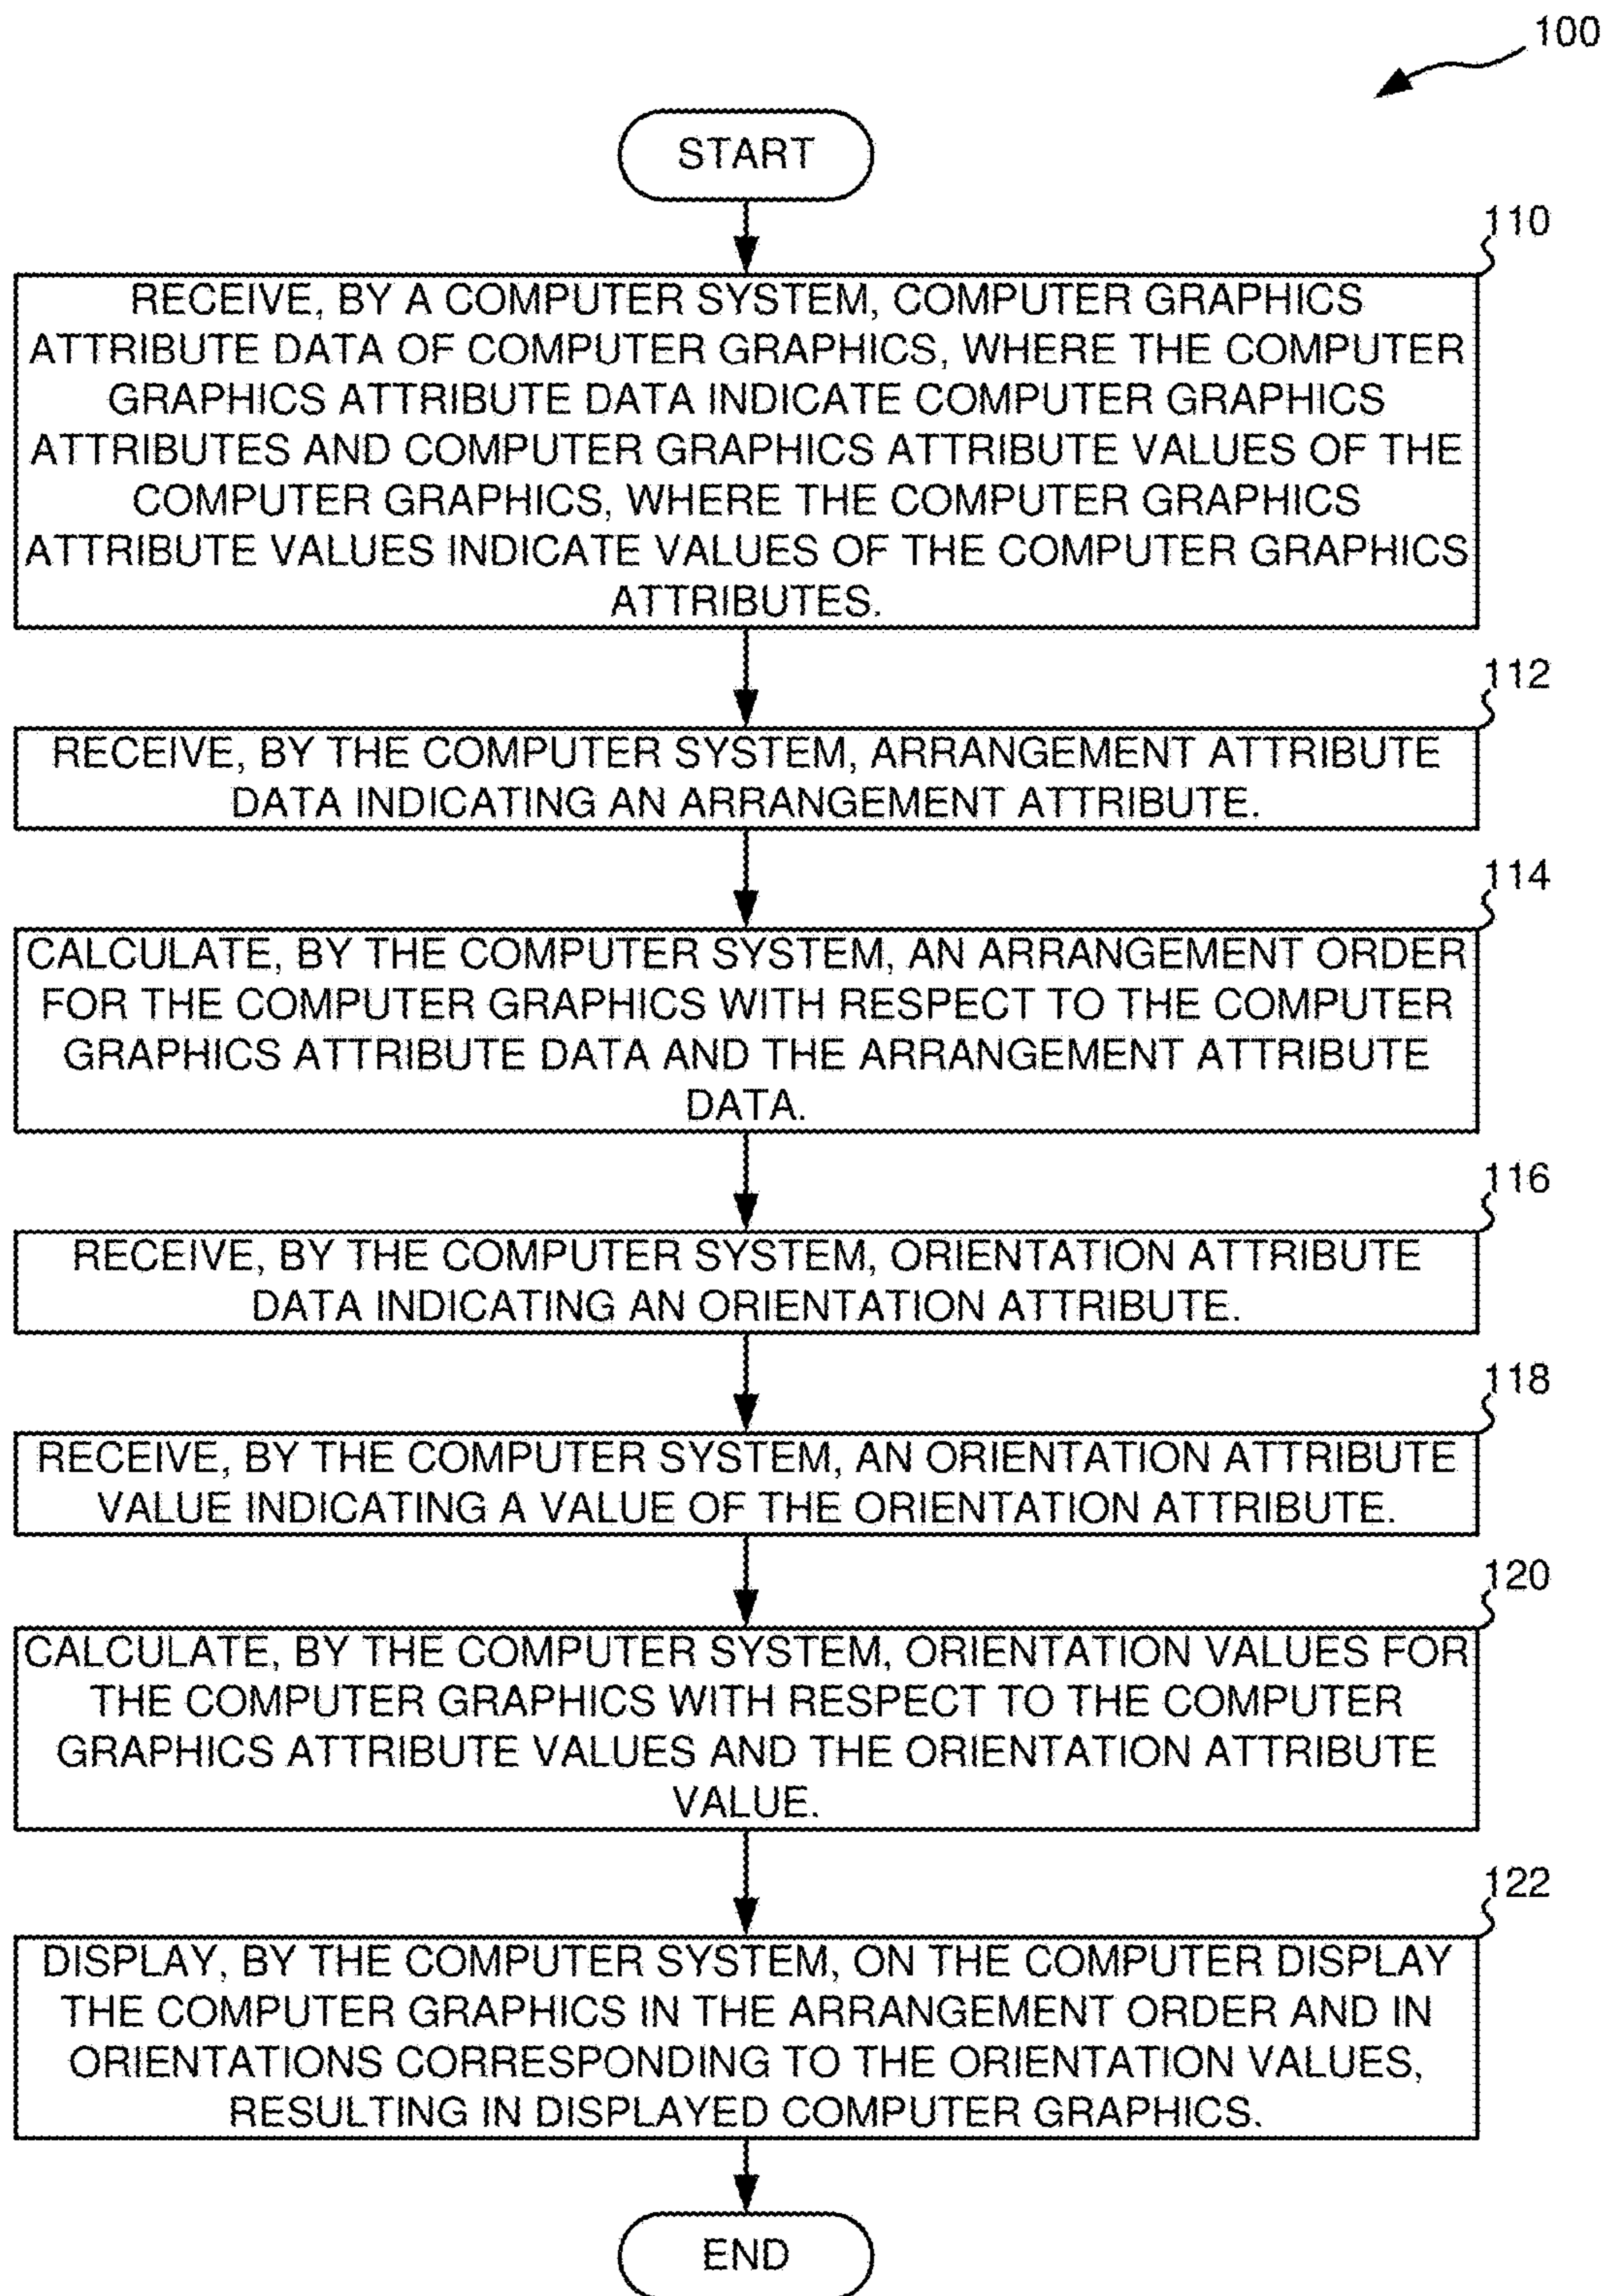 100
START
110
RECEIVE, BY A COMPUTER SYSTEM, COMPUTER GRAPHICS
ATTRIBUTE DATA OF COMPUTER GRAPHICS, WHERE THE COMPUTER
GRAPHICS ATTRIBUTE DATA INDICATE COMPUTER GRAPHICS
ATTRIBUTES AND COMPUTER GRAPHICS ATTRIBUTE VALUES OF THE
COMPUTER GRAPHICS, WHERE THE COMPUTER GRAPHICS
ATTRIBUTE VALUES INDICATE VALUES OF THE COMPUTER GRAPHICS
ATTRIBUTES.
112
RECEIVE, BY THE COMPUTER SYSTEM, ARRANGEMENT ATTRIBUTE
DATA INDICATING AN ARRANGEMENT ATTRIBUTE.
114
CALCULATE, BY THE COMPUTER SYSTEM, AN ARRANGEMENT ORDER
FOR THE COMPUTER GRAPHICS WITH RESPECT TO THE COMPUTER
GRAPHICS ATTRIBUTE DATA AND THE ARRANGEMENT ATTRIBUTE
DATA.
116
RECEIVE, BY THE COMPUTER SYSTEM, ORIENTATION ATTRIBUTE
DATA INDICATING AN ORIENTATION ATTRIBUTE.
118
RECEIVE, BY THE COMPUTER SYSTEM, AN ORIENTATION ATTRIBUTE
VALUE INDICATING A VALUE OF THE ORIENTATION ATTRIBUTE.
120
CALCULATE, BY THE COMPUTER SYSTEM, ORIENTATION VALUES FOR
THE COMPUTER GRAPHICS WITH RESPECT TO THE COMPUTER
GRAPHICS ATTRIBUTE VALUES AND THE ORIENTATION ATTRIBUTE
VALUE.
122
DISPLAY, BY THE COMPUTER SYSTEM, ON THE COMPUTER DISPLAY
THE COMPUTER GRAPHICS IN THE ARRANGEMENT ORDER AND IN
ORIENTATIONS CORRESPONDING TO THE ORIENTATION VALUES,
RESULTING IN DISPLAYED COMPUTER GRAPHICS.
END